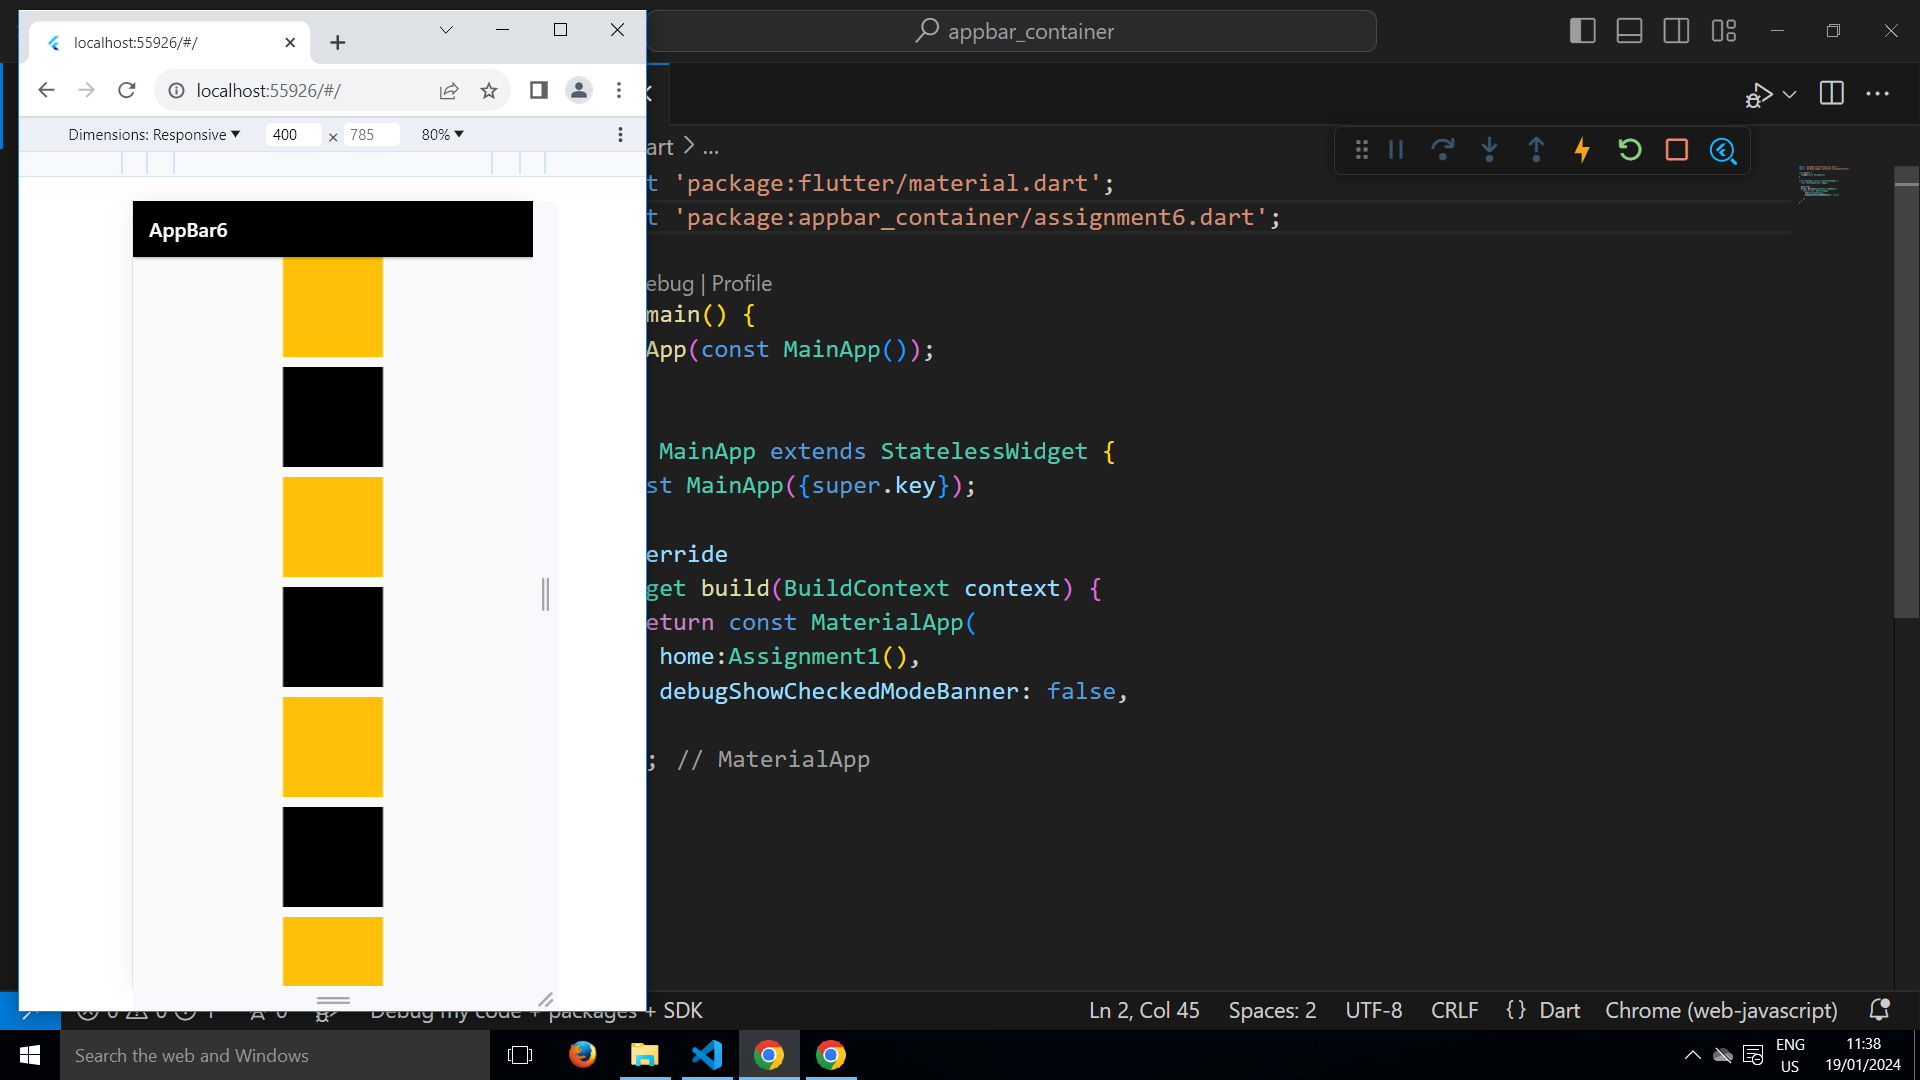 localhost:55926/#/
appbar_container
localhost:55926/#/
Dimensions: Responsive
400 × 785
80%
AppBar6
art > ...
t 'package:flutter/material.dart';
t 'package:appbar_container/assignment6.dart';
ebug | Profile
main() {
App(const MainApp());
MainApp extends StatelessWidget {
st MainApp({super.key});
erride
get build(BuildContext context) {
eturn const MaterialApp(
home:Assignment1(),
debugShowCheckedModeBanner: false,
; // MaterialApp
Debug my code + packages + SDK
Ln 2, Col 45
Spaces: 2
UTF-8
CRLF
{} Dart
Chrome (web-javascript)
Search the web and Windows
ENG
US
11:38
19/01/2024